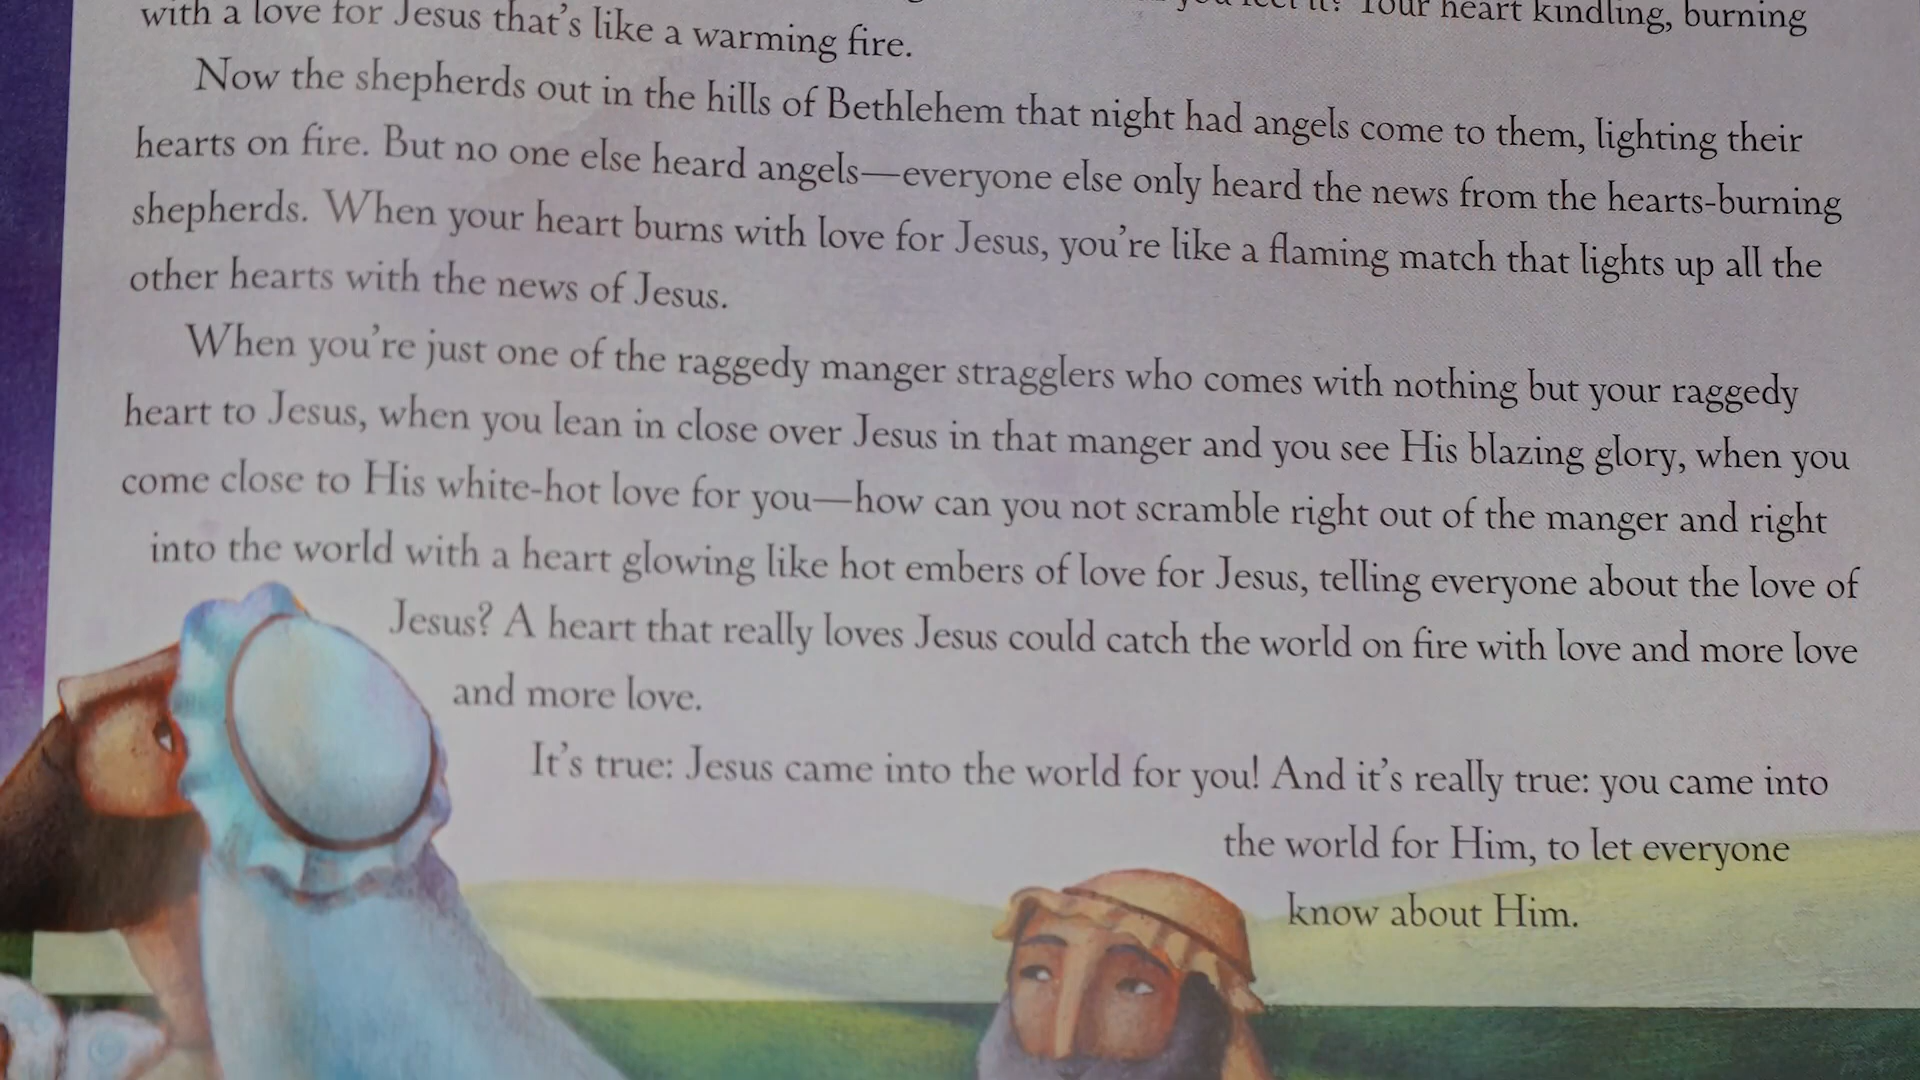 Your heart kindling, burning
with a love for Jesus that's like a warming fire.
Now the shepherds out in the hills of Bethlehem that night had angels come to them, lighting their
hearts on fire. But no one else heard angels—everyone else only heard the news from the hearts-burning
shepherds. When your heart burns with love for Jesus, you're like a flaming match that lights up all the
other hearts with the news of Jesus.
When you're just one of the raggedy manger stragglers who comes with nothing but your raggedy
heart to Jesus, when you lean in close over Jesus in that manger and you see His blazing glory, when you
come close to His white-hot love for you—how can you not scramble right out of the manger and right
into the world with a heart glowing like hot embers of love for Jesus, telling everyone about the love of
Jesus? A heart that really loves Jesus could catch the world on fire with love and more love
and more love.
It's true: Jesus came into the world for you! And it's really true: you came into
the world for Him, to let everyone
know about Him.